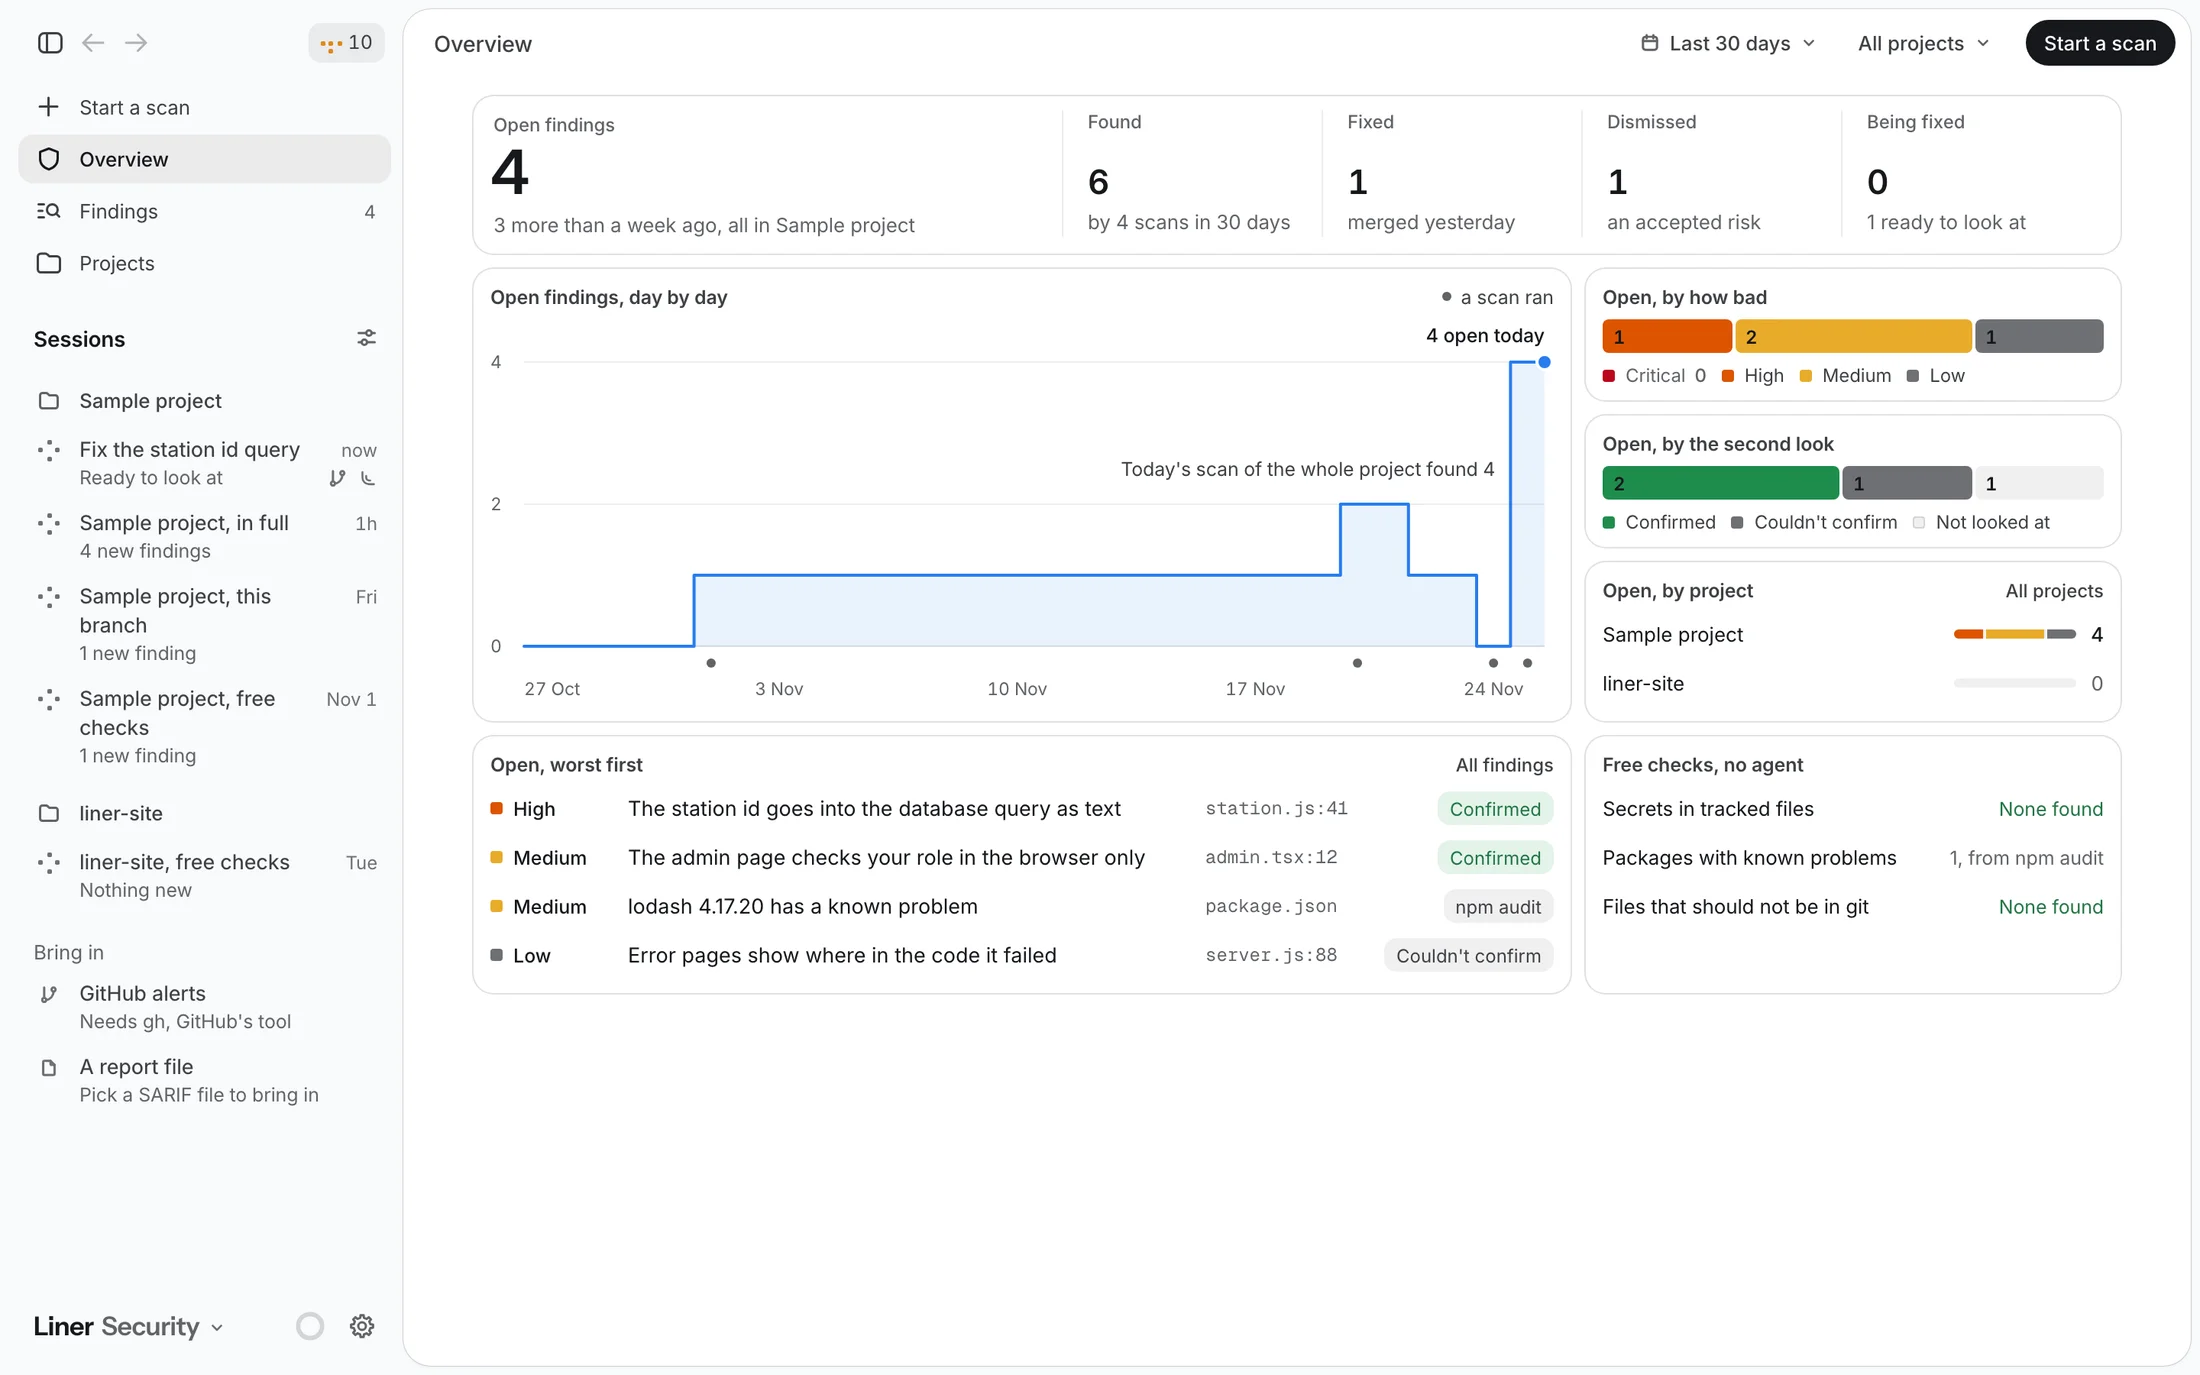 10
Start a scan
Overview
Findings 4
Projects
Sessions
Sample project
Fix the station id query now
Ready to look at
Sample project, in full 1h
4 new findings
Sample project, this Fri
branch
1 new finding
Sample project, free Nov 1
checks
1 new finding
liner-site
liner-site, free checks Tue
Nothing new
Bring in
GitHub alerts
Needs gh, GitHub's tool
A report file
Pick a SARIF file to bring in
Liner Security
Overview
Last 30 days All projects Start a scan
Open findings
4
3 more than a week ago, all in Sample project
Found
6
by 4 scans in 30 days
Fixed
1
merged yesterday
Dismissed
1
an accepted risk
Being fixed
0
1 ready to look at
Open findings, day by day a scan ran
4 open today
4
Today's scan of the whole project found 4
2
0
27 Oct 3 Nov 10 Nov 17 Nov 24 Nov
Open, by how bad
1 2 1
Critical 0 High Medium Low
Open, by the second look
2 1 1
Confirmed Couldn't confirm Not looked at
Open, by project All projects
Sample project 4
liner-site 0
Open, worst first All findings
High The station id goes into the database query as text station.js:41 Confirmed
Medium The admin page checks your role in the browser only admin.tsx:12 Confirmed
Medium lodash 4.17.20 has a known problem package.json npm audit
Low Error pages show where in the code it failed server.js:88 Couldn't confirm
Free checks, no agent
Secrets in tracked files None found
Packages with known problems 1, from npm audit
Files that should not be in git None found